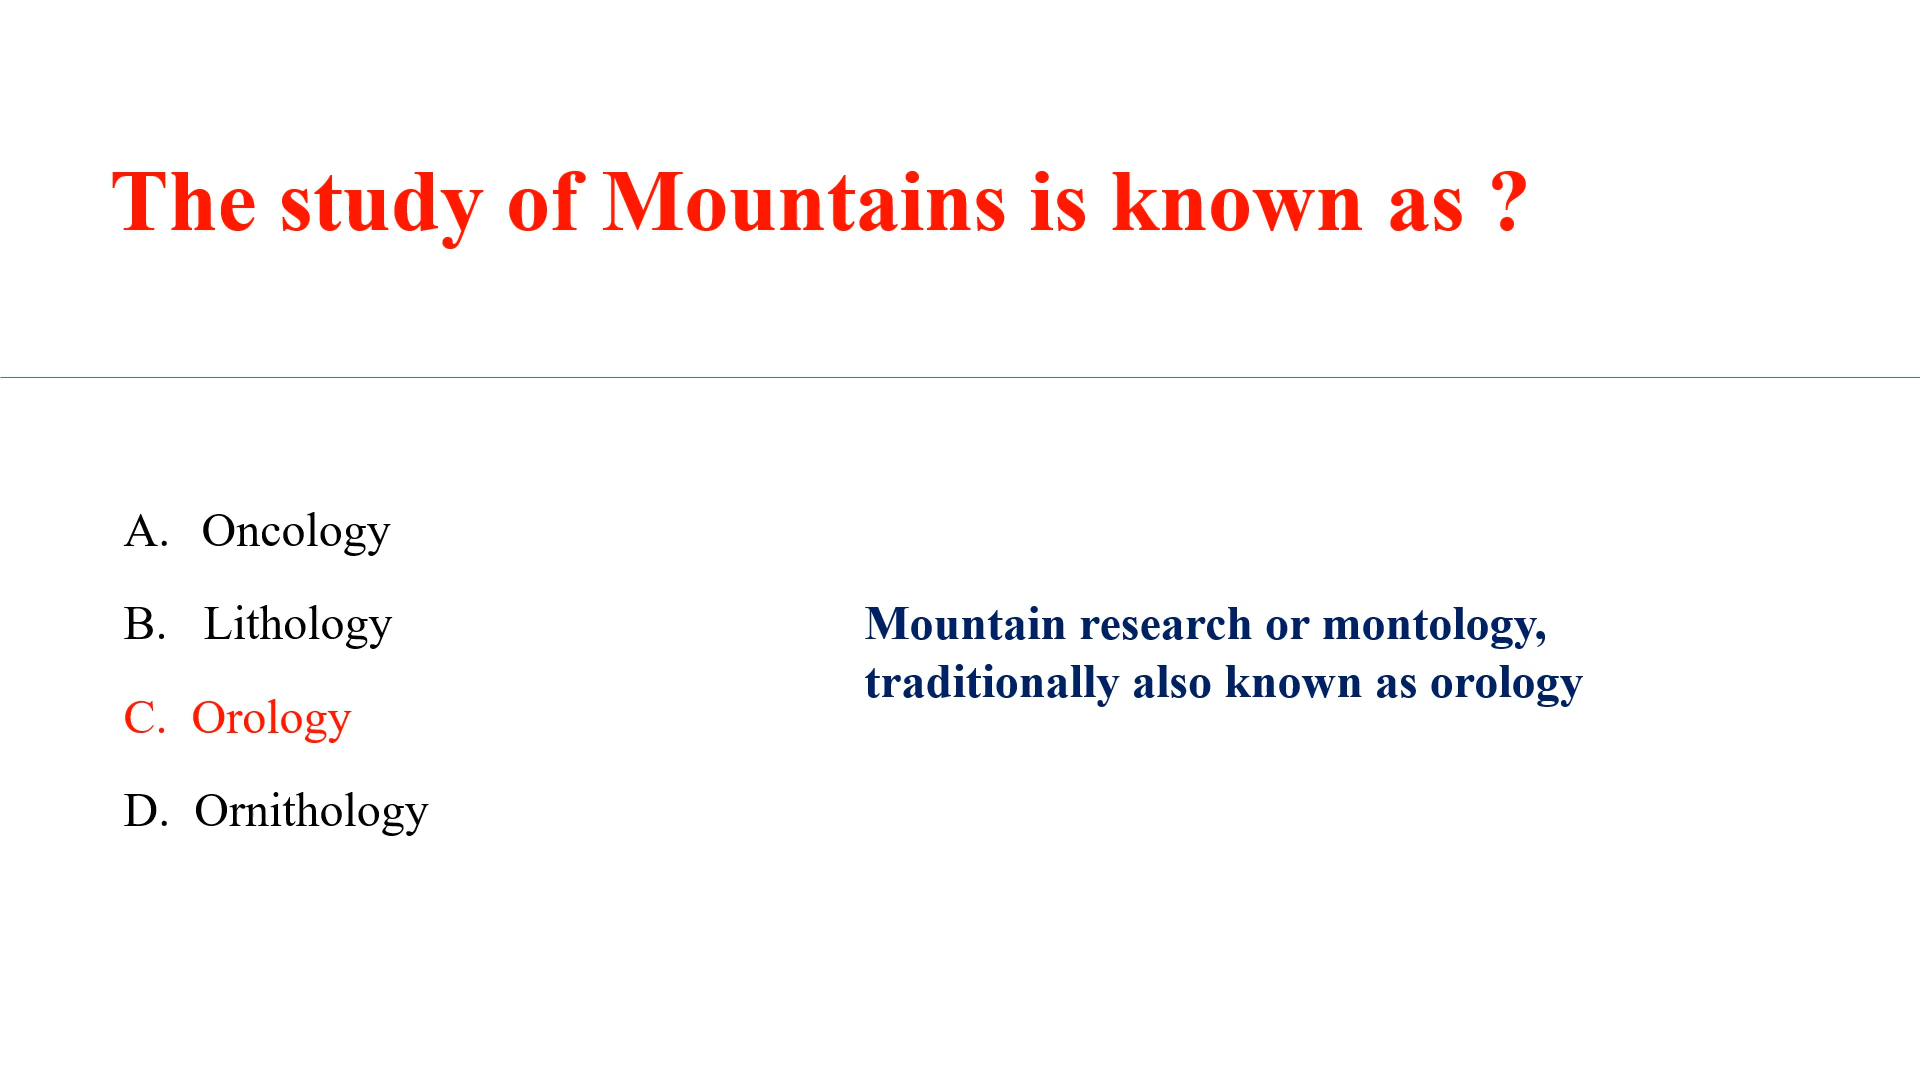 The study of Mountains is known as ?
A. Oncology
B. Lithology
C. Orology
D. Ornithology
Mountain research or montology,
traditionally also known as orology